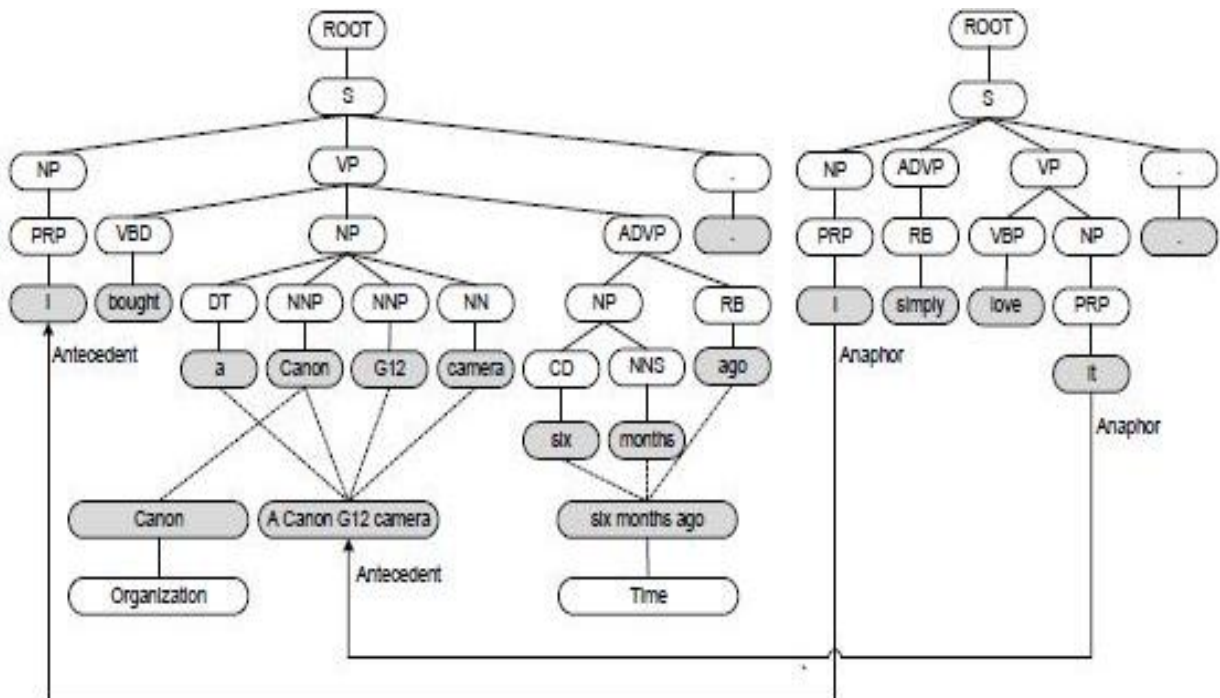 ROOT ROOT
S S
NP VP . NP ADVP VP .
PRP VBD NP ADVP . PRP RB VBP NP .
I bought DT NNP NNP NN NP RB I simply love PRP
Antecedent a Canon G12 camera CD NNS ago Anaphor it
six months Anaphor
Canon A Canon G12 camera six months ago
Antecedent
Organization Time